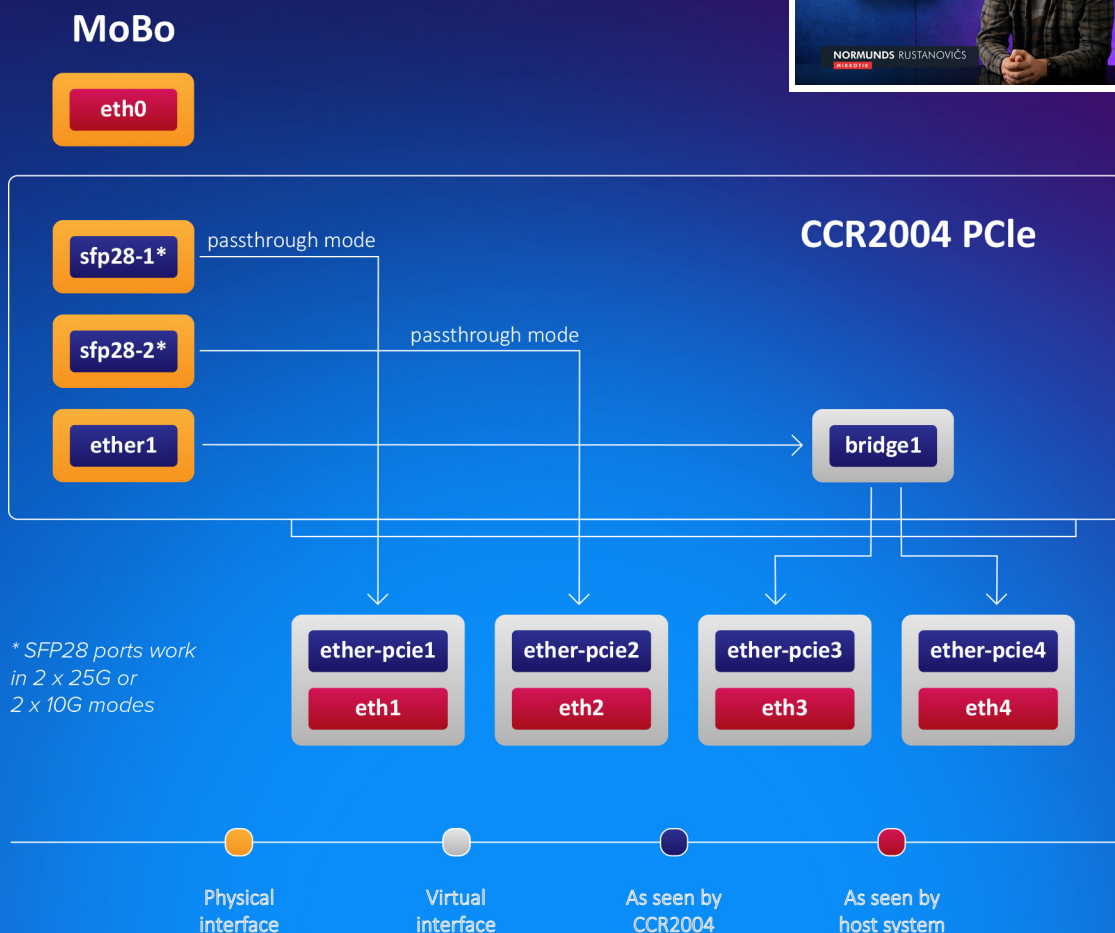 MoBo
NORMUNDS RUSTANOVIČS
MIKROTIK
eth0
CCR2004 PCle
sfp28-1*
passthrough mode
sfp28-2*
passthrough mode
ether1
bridge1
* SFP28 ports work
in 2 x 25G or
2 x 10G modes
ether-pcie1
ether-pcie2
ether-pcie3
ether-pcie4
eth1
eth2
eth3
eth4
Physical
interface
Virtual
interface
As seen by
CCR2004
As seen by
host system